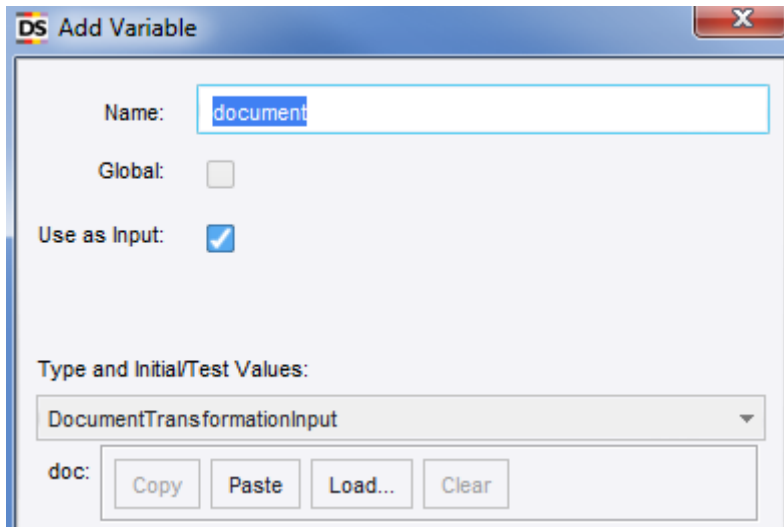 DS Add Variable
Name: document
Global:
Use as Input:
Type and Initial/Test Values:
DocumentTransformationInput
doc: Copy Paste Load... Clear